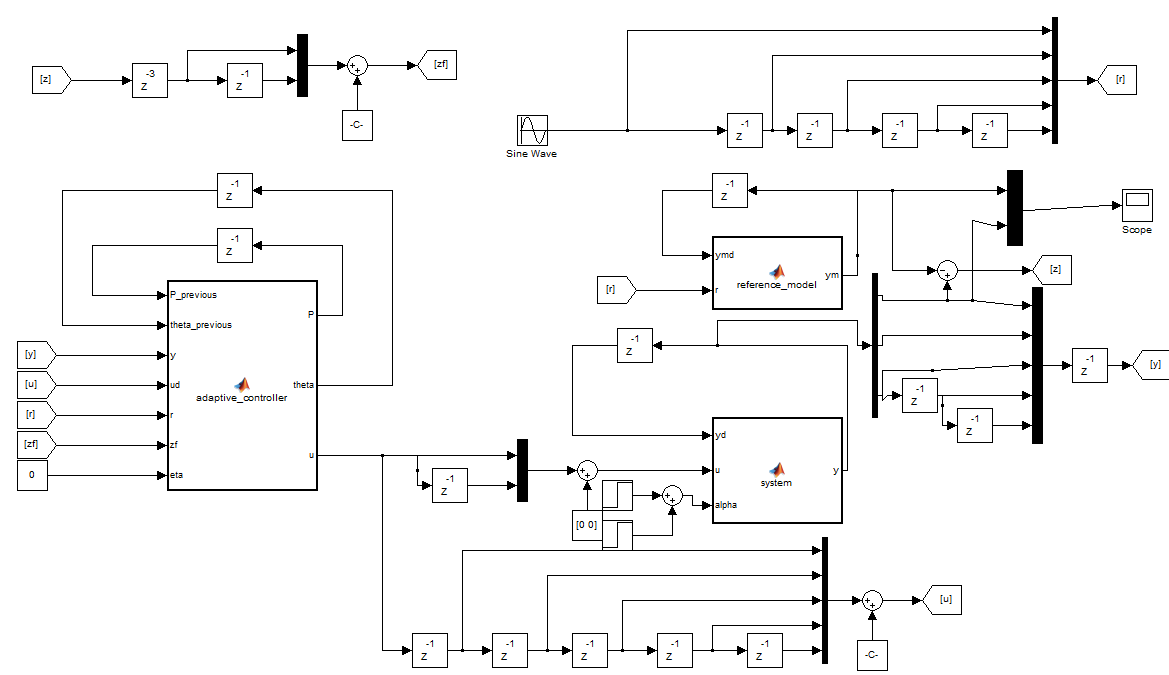 [z]
-3
z
-1
z
[zf]
-C-
Sine Wave
-1
z
-1
z
-1
z
-1
z
[r]
-1
z
-1
z
P_previous
theta_previous
y
ud
r
zf
eta
P
theta
u
adaptive_controller
[y]
[u]
[r]
[zf]
0
-1
z
ymd
r
ym
reference_model
[r]
Scope
[z]
-1
z
-1
z
-1
z
-1
z
[y]
yd
u
alpha
y
system
-1
z
[0 0]
-1
z
-1
z
-1
z
-1
z
-1
z
[u]
-C-